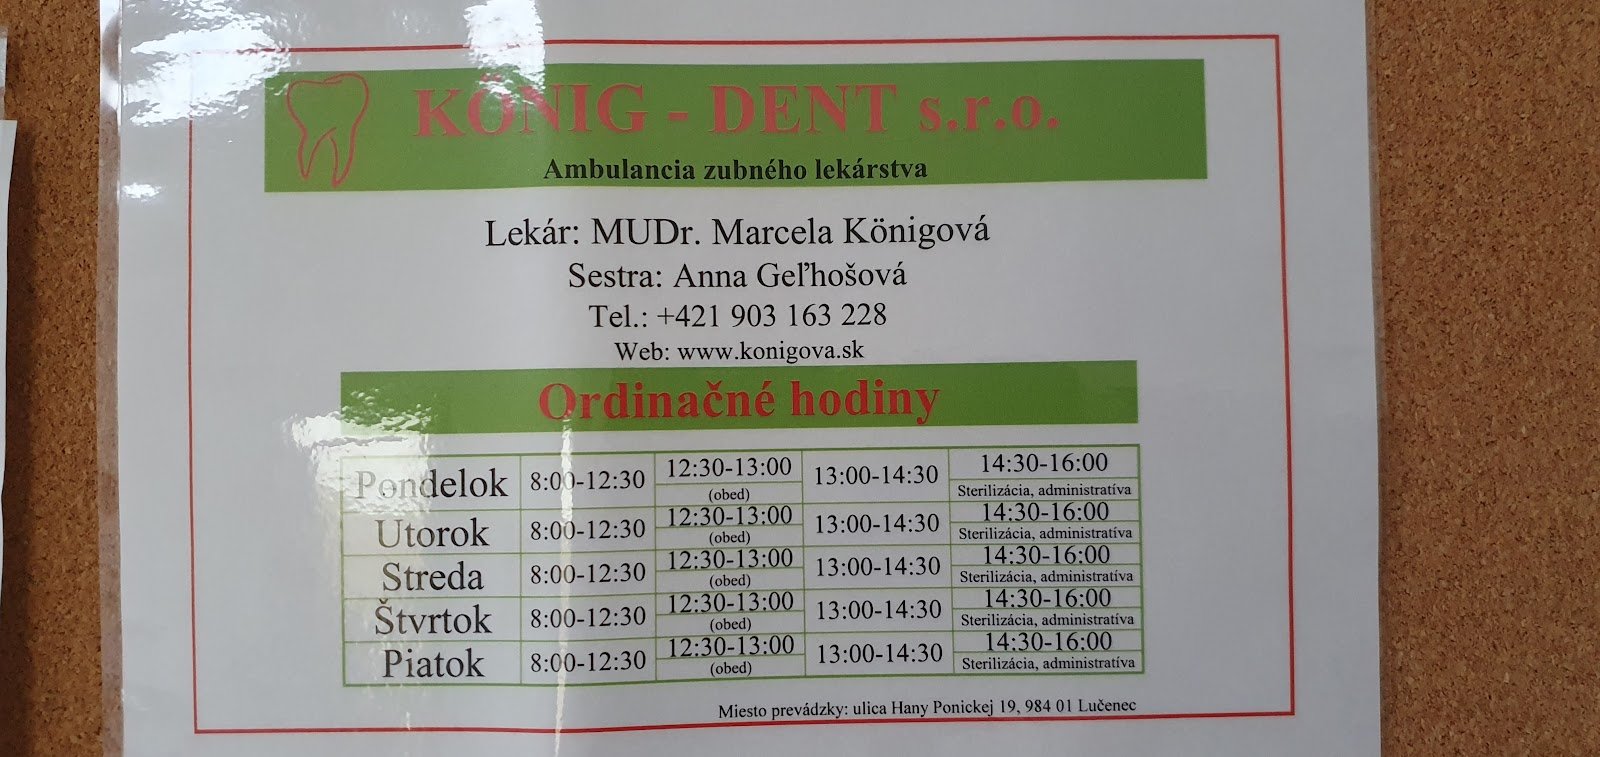 KÖNIG - DENT s.r.o.
Ambulancia zubného lekárstva
Lekár: MUDr. Marcela Königová
Sestra: Anna Geľhošová
Tel.: +421 903 163 228
Web: www.konigova.sk
Ordinačné hodiny
Pondelok 8:00-12:30 12:30-13:00 13:00-14:30 14:30-16:00
(obed) Sterilizácia, administratíva
Utorok 8:00-12:30 12:30-13:00 13:00-14:30 14:30-16:00
(obed) Sterilizácia, administratíva
Streda 8:00-12:30 12:30-13:00 13:00-14:30 14:30-16:00
(obed) Sterilizácia, administratíva
Štvrtok 8:00-12:30 12:30-13:00 13:00-14:30 14:30-16:00
(obed) Sterilizácia, administratíva
Piatok 8:00-12:30 12:30-13:00 13:00-14:30 14:30-16:00
(obed) Sterilizácia, administratíva
Miesto prevádzky: ulica Hany Ponickej 19, 984 01 Lučenec